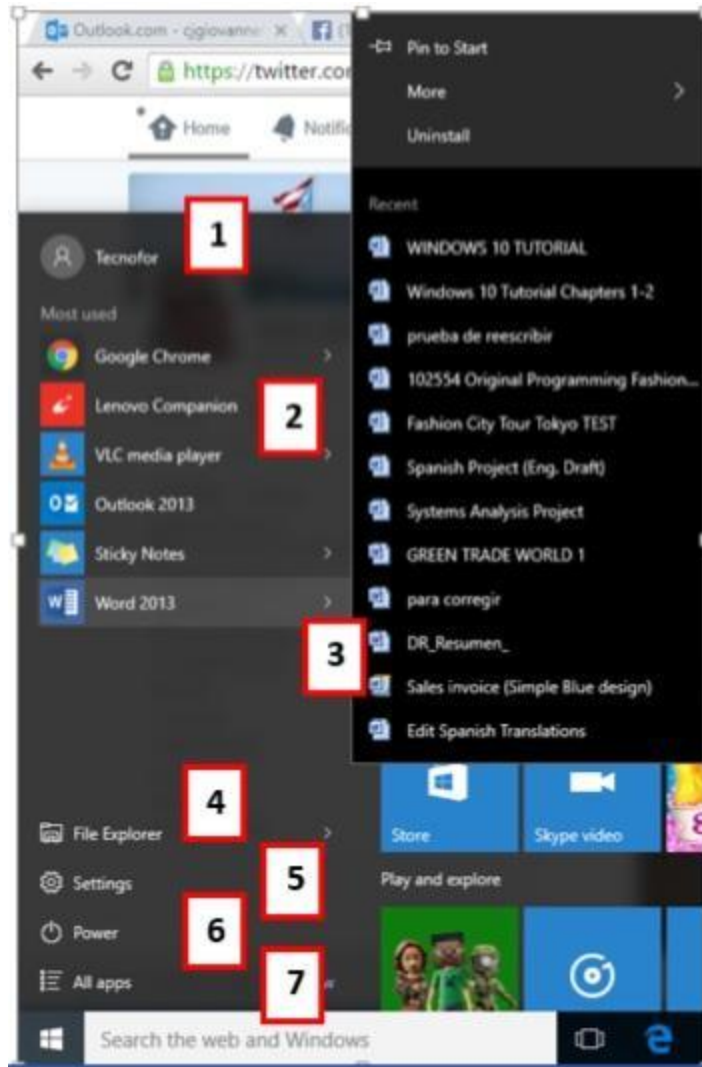 Outlook.com - cjgiovanne
https://twitter.co
Home
Notific
1
Tecnofor
Most used
Google Chrome
Lenovo Companion
2
VLC media player
Outlook 2013
Sticky Notes
Word 2013
3
4
File Explorer
5
Settings
6
Power
7
All apps
Search the web and Windows
Pin to Start
More
Uninstall
Recent
WINDOWS 10 TUTORIAL
Windows 10 Tutorial Chapters 1-2
prueba de reescribir
102554 Original Programming Fashion...
Fashion City Tour Tokyo TEST
Spanish Project (Eng. Draft)
Systems Analysis Project
GREEN TRADE WORLD 1
para corregir
DR_Resumen_
Sales invoice (Simple Blue design)
Edit Spanish Translations
Store
Skype video
Play and explore